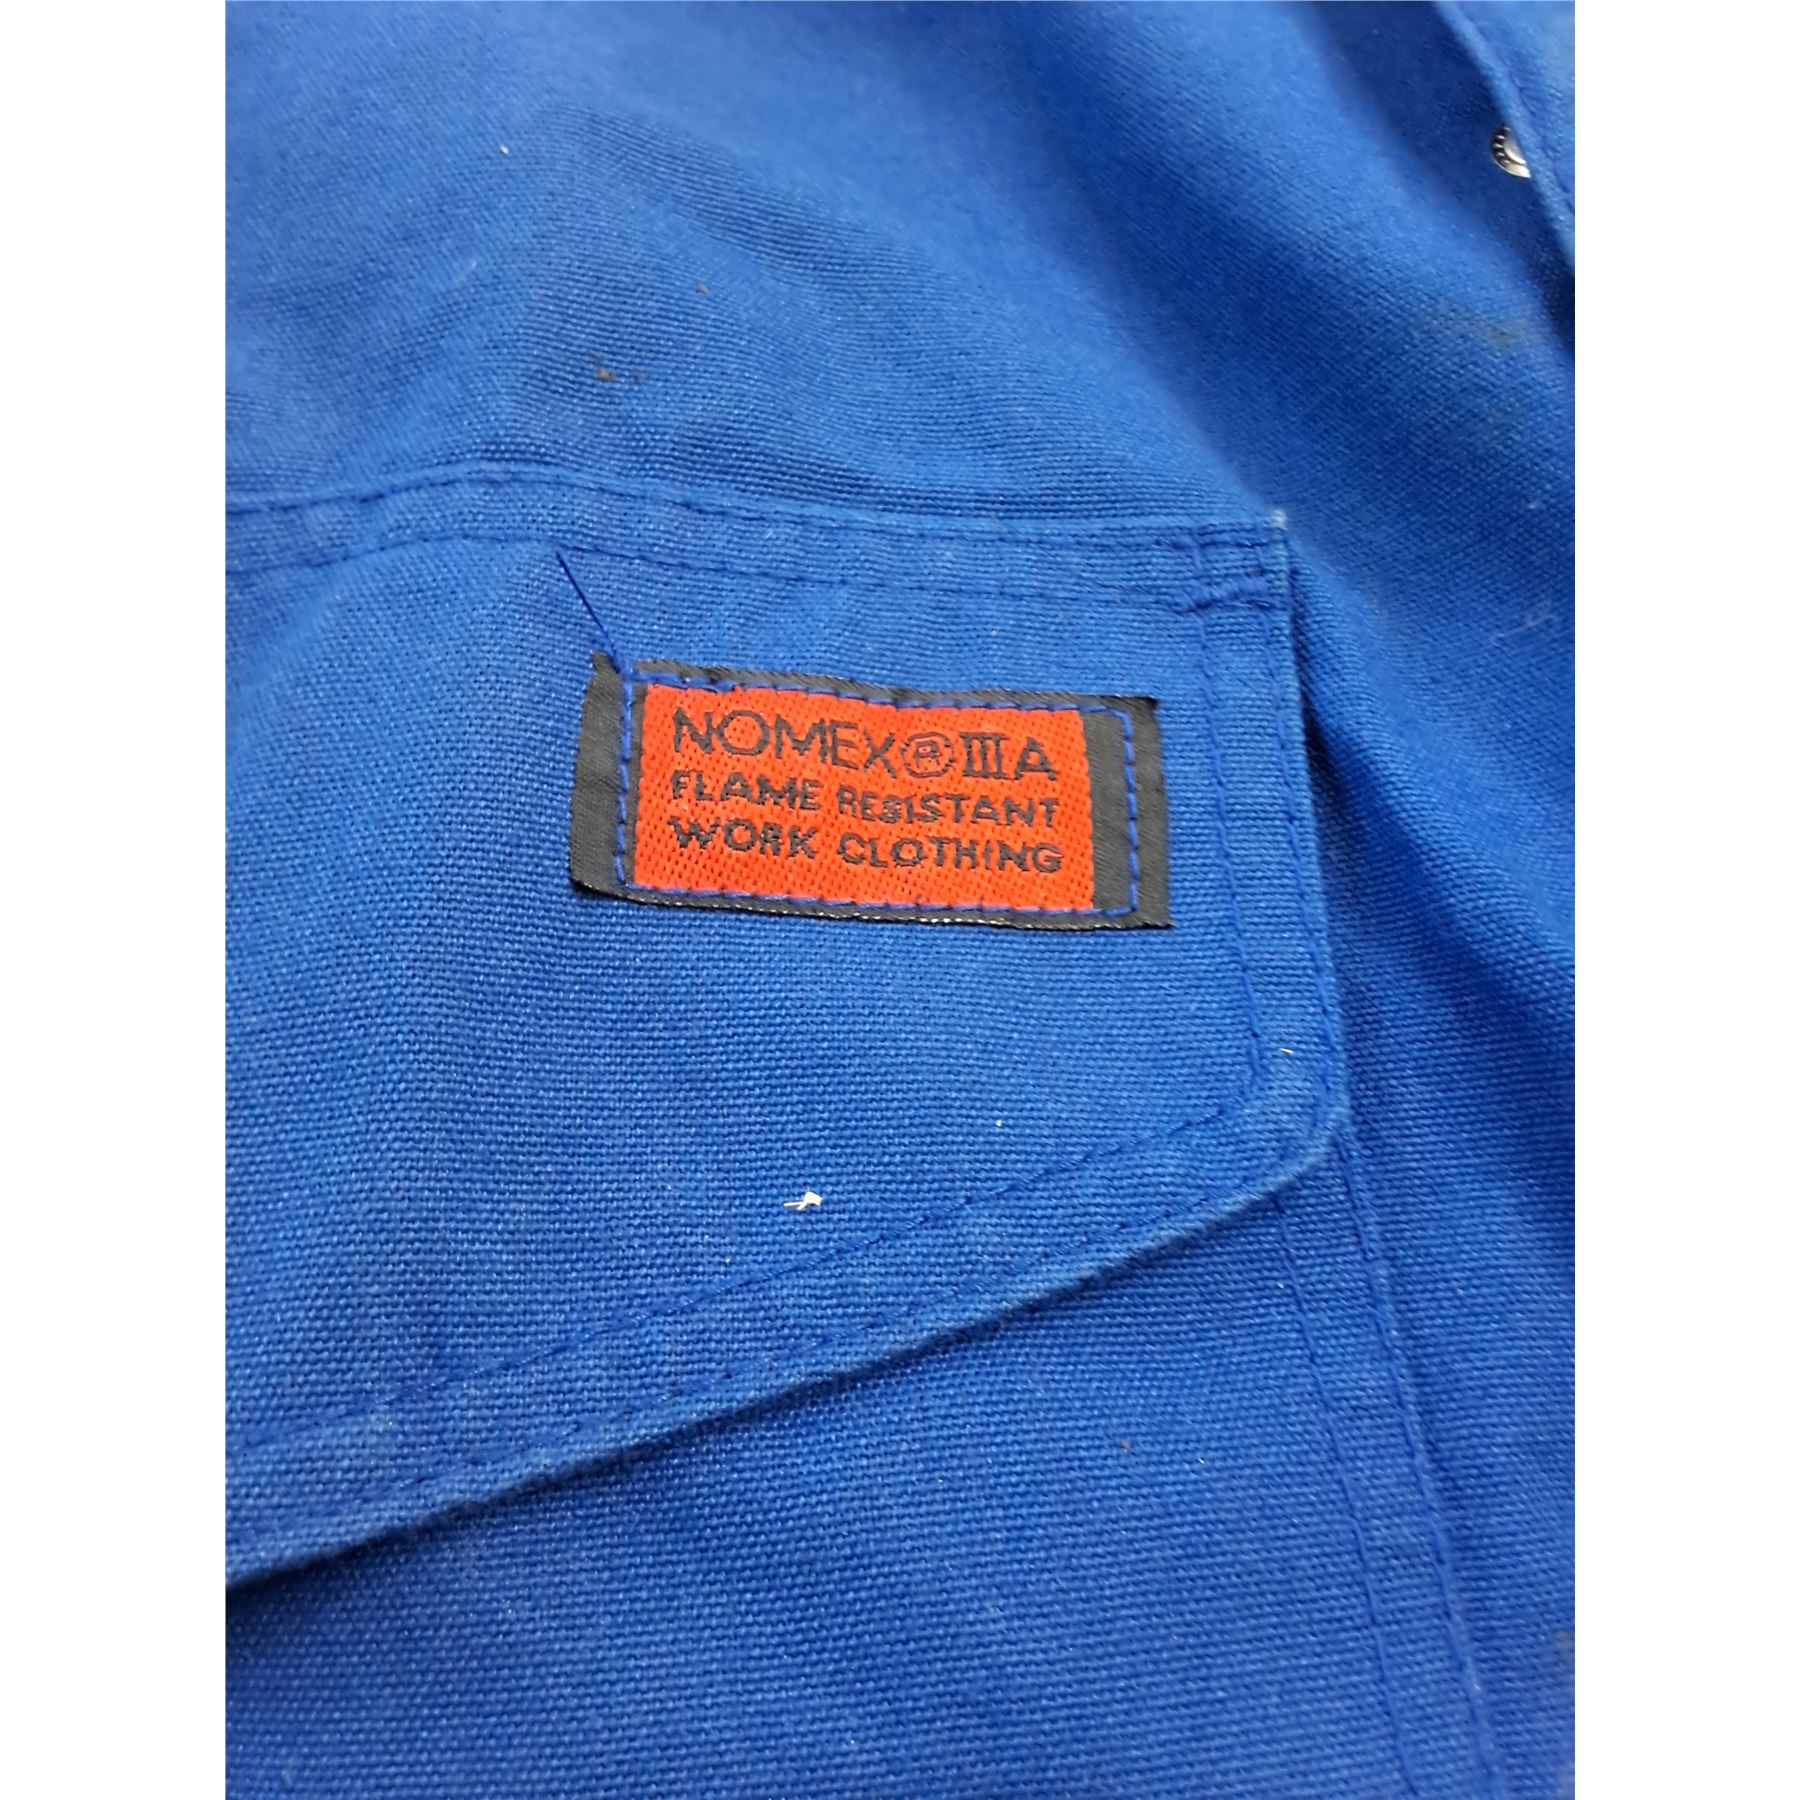 NOMEX® IIIA
FLAME RESISTANT
WORK CLOTHING